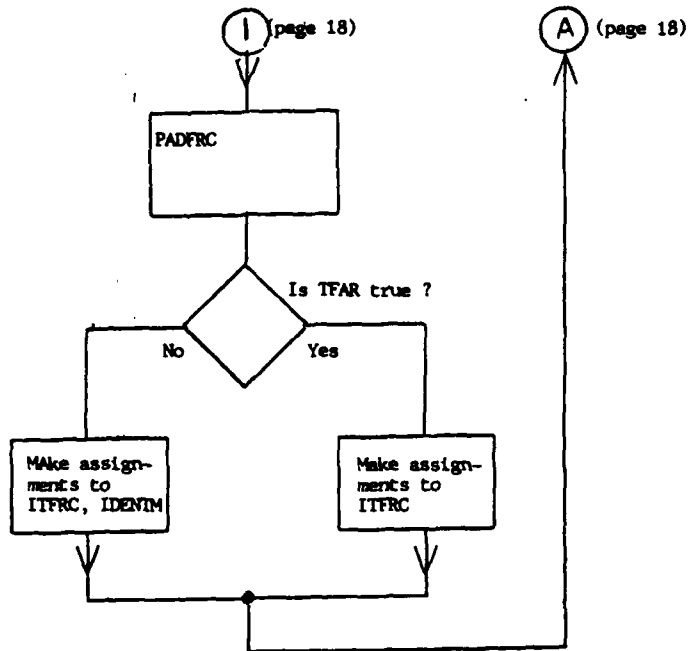 1 (page 18)
A (page 18)
PADFRC
Is TFAR true ?
No
Yes
MAke assign-
ments to
ITFRC, IDENTM
Make assign-
ments to
ITFRC